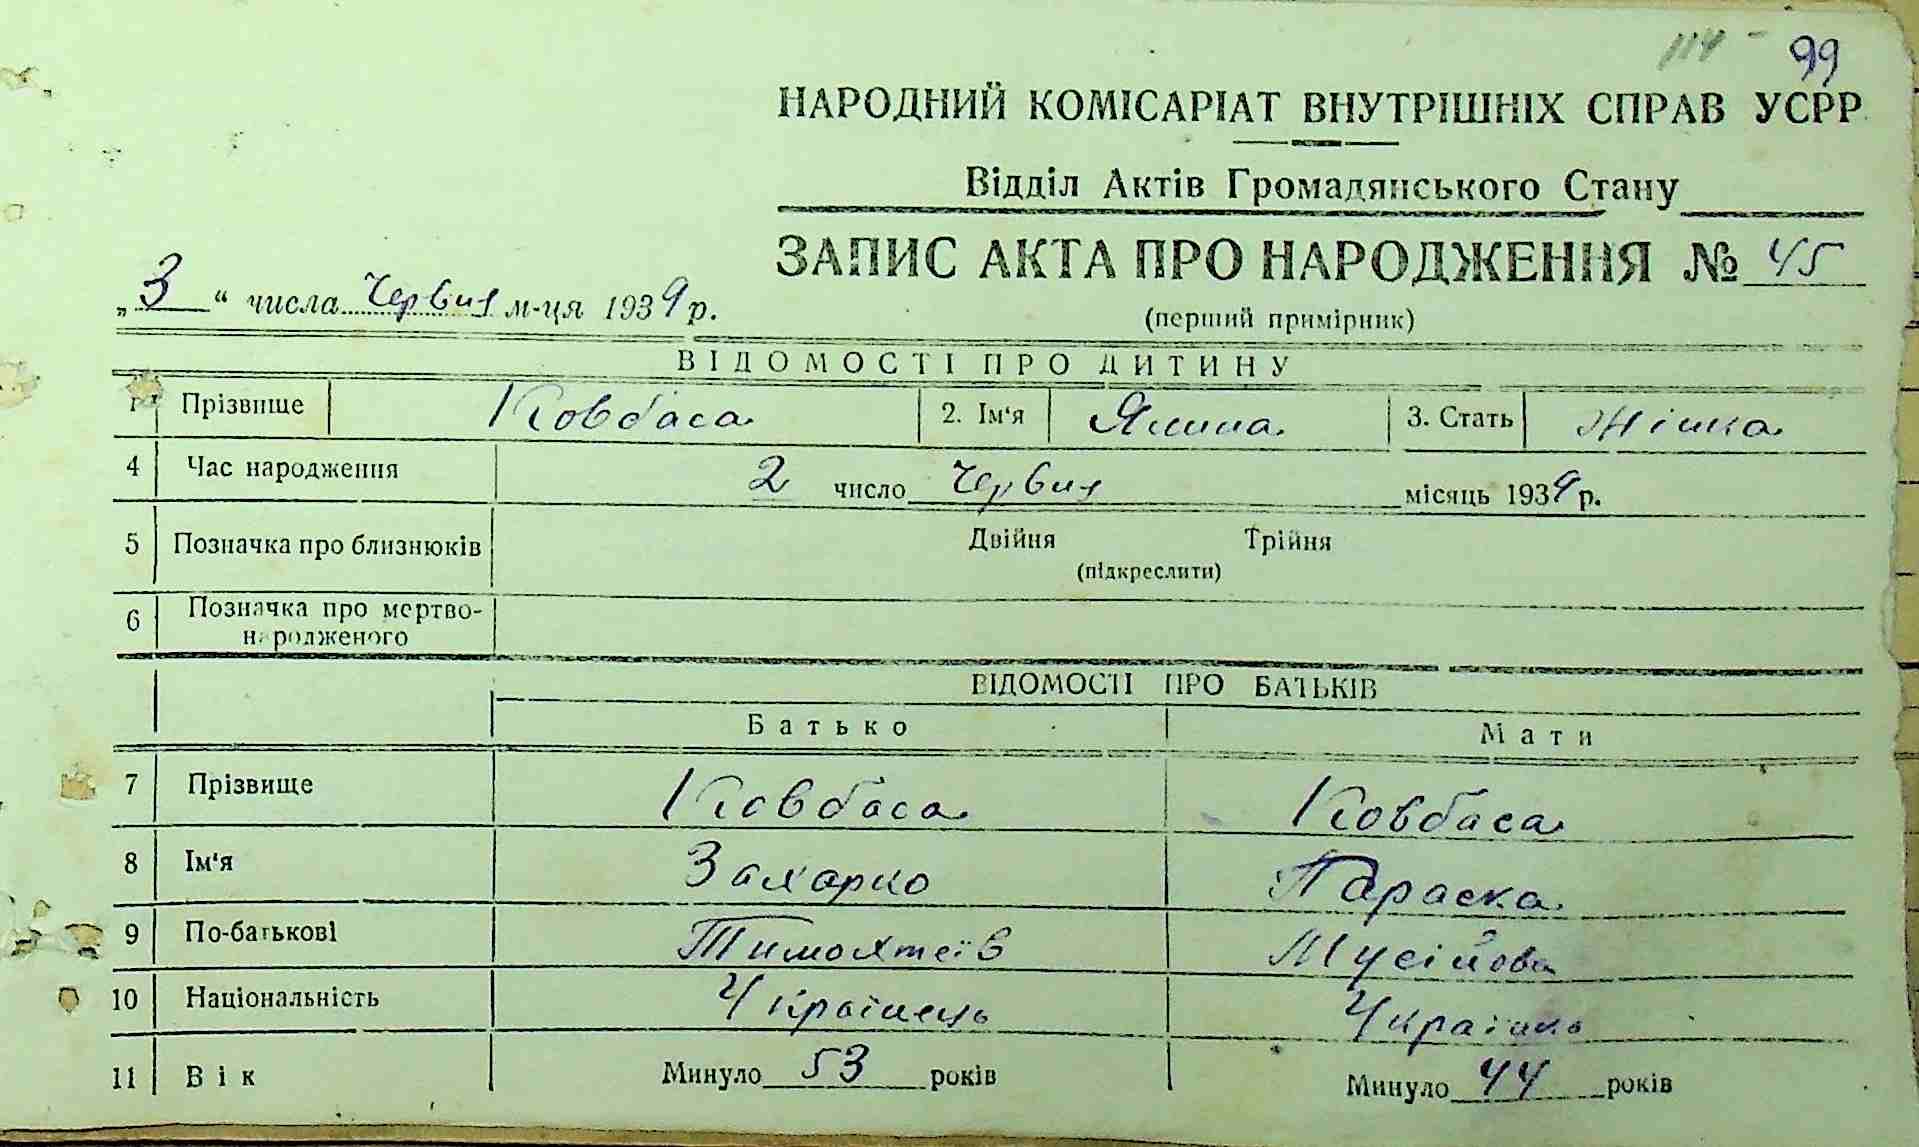 114 - 99
НАРОДНИЙ КОМІСАРІАТ ВНУТРІШНІХ СПРАВ УСРР
Відділ Актів Громадянського Стану
ЗАПИС АКТА ПРО НАРОДЖЕННЯ № 45
„3“ числа Червня м-ця 1939 р.
(перший примірник)
ВІДОМОСТІ ПРО ДИТИНУ
1 Прізвище Ковбаса 2. Ім'я Ялина 3. Стать Жінка
4 Час народження 2 число Червня місяць 1939 р.
5 Позначка про близнюків Двійня Трійня
(підкреслити)
6 Позначка про мертво-
народженого
ВІДОМОСТІ ПРО БАТЬКІВ
Батько Мати
7 Прізвище Ковбаса Ковбаса
8 Ім'я Захарко Параска
9 По-батькові Тимохтеїв Мусійова
10 Національність Українець Українка
11 Вік Минуло 53 років Минуло 44 років